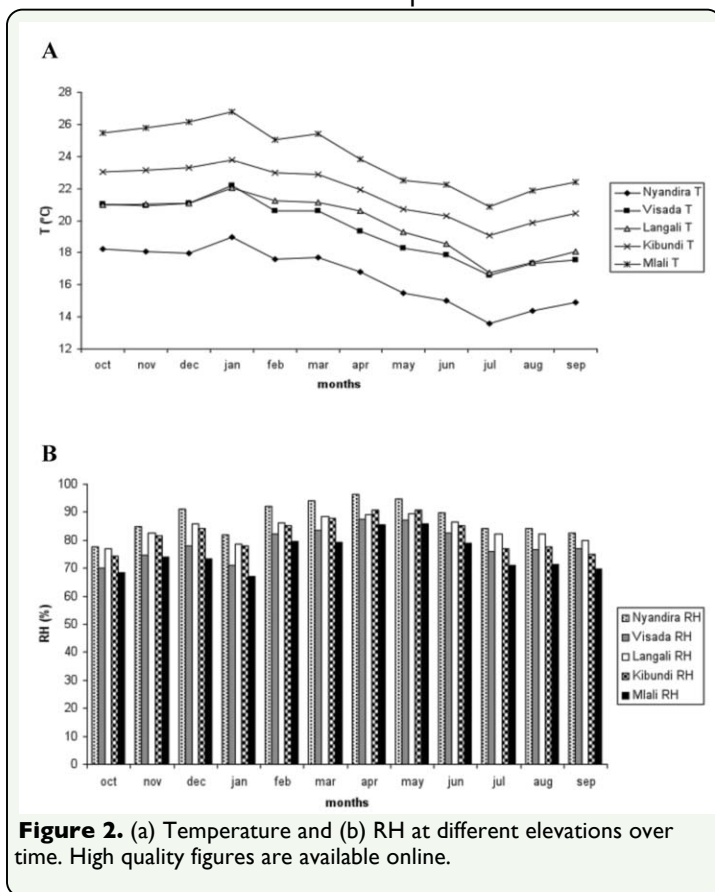 A
28
26
24
22
20
18
16
14
12
T (ºC)
oct nov dec jan feb mar apr may jun jul aug sep
months
Nyandira T
Visada T
Langali T
Kibundi T
Mlali T
B
100
90
80
70
60
50
40
30
20
10
0
RH (%)
oct nov dec jan feb mar apr may jun jul aug sep
months
Nyandira RH
Visada RH
Langali RH
Kibundi RH
Mlali RH
Figure 2. (a) Temperature and (b) RH at different elevations over
time. High quality figures are available online.